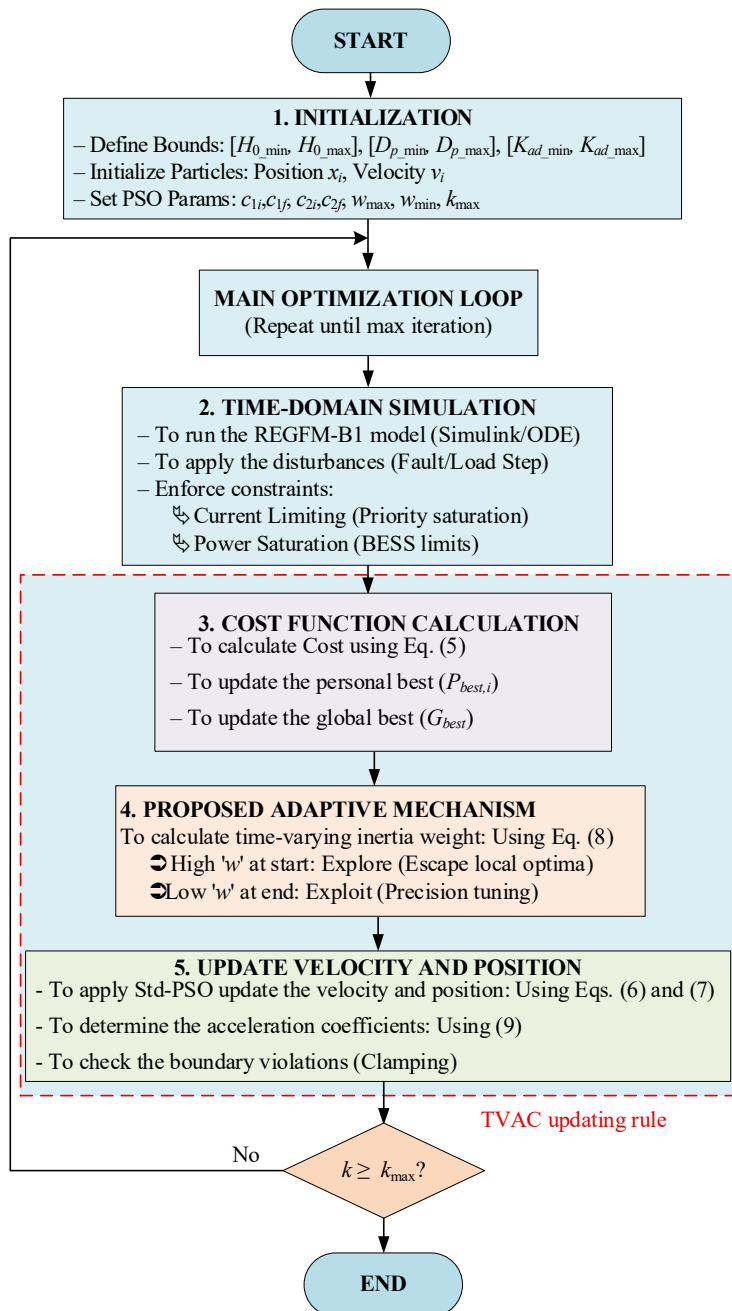 START
1. INITIALIZATION
– Define Bounds: [H0_min, H0_max], [Dp_min, Dp_max], [Kad_min, Kad_max]
– Initialize Particles: Position xi, Velocity vi
– Set PSO Params: c1i,c1f, c2i,c2f, wmax, wmin, kmax
MAIN OPTIMIZATION LOOP
(Repeat until max iteration)
2. TIME-DOMAIN SIMULATION
– To run the REGFM-B1 model (Simulink/ODE)
– To apply the disturbances (Fault/Load Step)
– Enforce constraints:
⮡ Current Limiting (Priority saturation)
⮡ Power Saturation (BESS limits)
3. COST FUNCTION CALCULATION
– To calculate Cost using Eq. (5)
– To update the personal best (Pbest,i)
– To update the global best (Gbest)
4. PROPOSED ADAPTIVE MECHANISM
To calculate time-varying inertia weight: Using Eq. (8)
➲ High 'w' at start: Explore (Escape local optima)
➲Low 'w' at end: Exploit (Precision tuning)
5. UPDATE VELOCITY AND POSITION
- To apply Std-PSO update the velocity and position: Using Eqs. (6) and (7)
- To determine the acceleration coefficients: Using (9)
- To check the boundary violations (Clamping)
TVAC updating rule
No
k ≥ kmax?
END